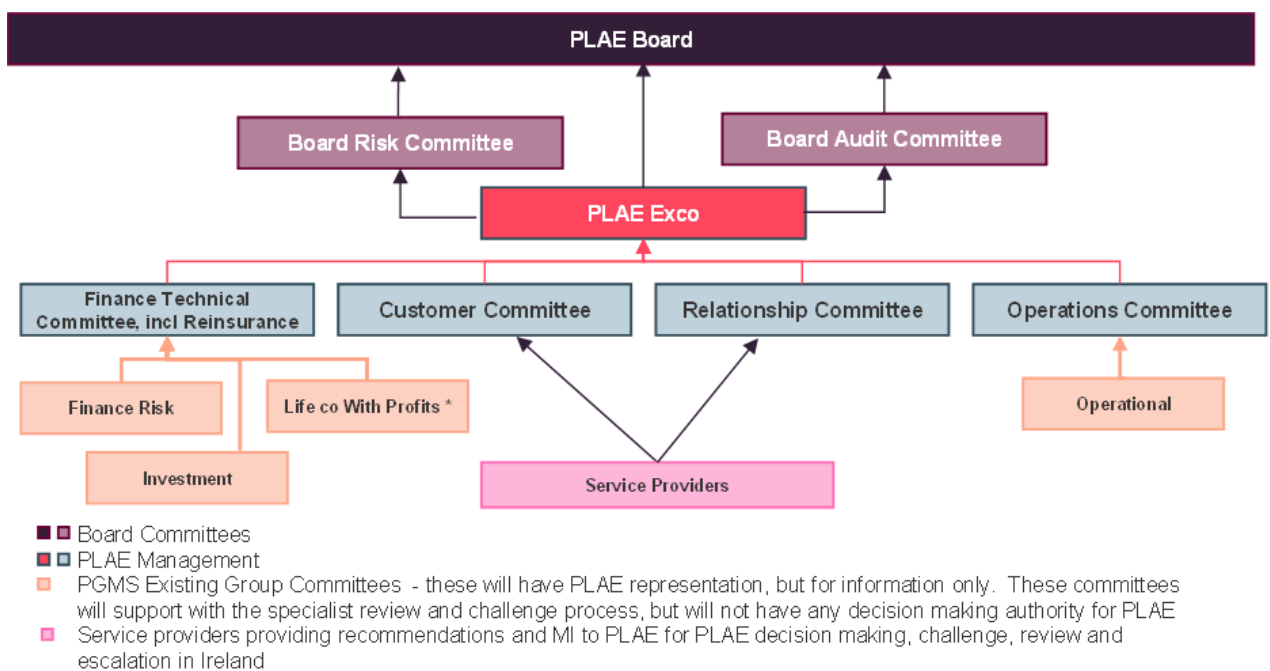 PLAE Board
Board Risk Committee
Board Audit Committee
PLAE Exco
Finance Technical
Committee, incl Reinsurance
Customer Committee
Relationship Committee
Operations Committee
Finance Risk
Life co With Profits *
Operational
Investment
Service Providers
Board Committees
PLAE Management
PGMS Existing Group Committees - these will have PLAE representation, but for information only. These committees
will support with the specialist review and challenge process, but will not have any decision making authority for PLAE
Service providers providing recommendations and MI to PLAE for PLAE decision making, challenge, review and
escalation in Ireland